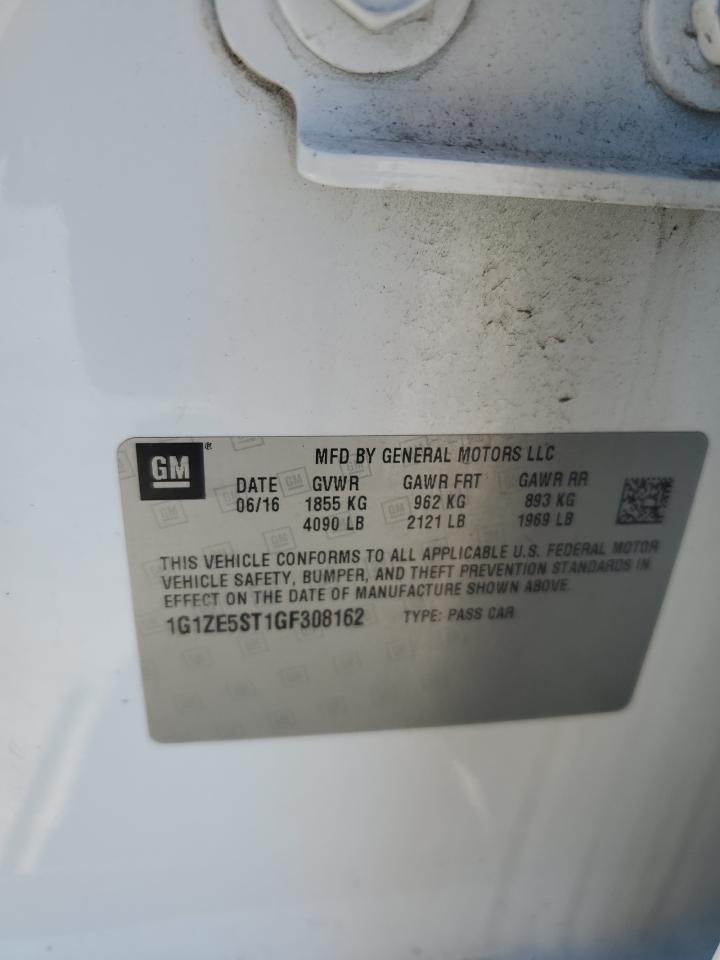 GM®
MFD BY GENERAL MOTORS LLC
DATE GVWR GAWR FRT GAWR RR
06/16 1855 KG 962 KG 893 KG
4090 LB 2121 LB 1969 LB
THIS VEHICLE CONFORMS TO ALL APPLICABLE U.S. FEDERAL MOTOR
VEHICLE SAFETY, BUMPER, AND THEFT PREVENTION STANDARDS IN
EFFECT ON THE DATE OF MANUFACTURE SHOWN ABOVE.
1G1ZE5ST1GF308162 TYPE: PASS CAR